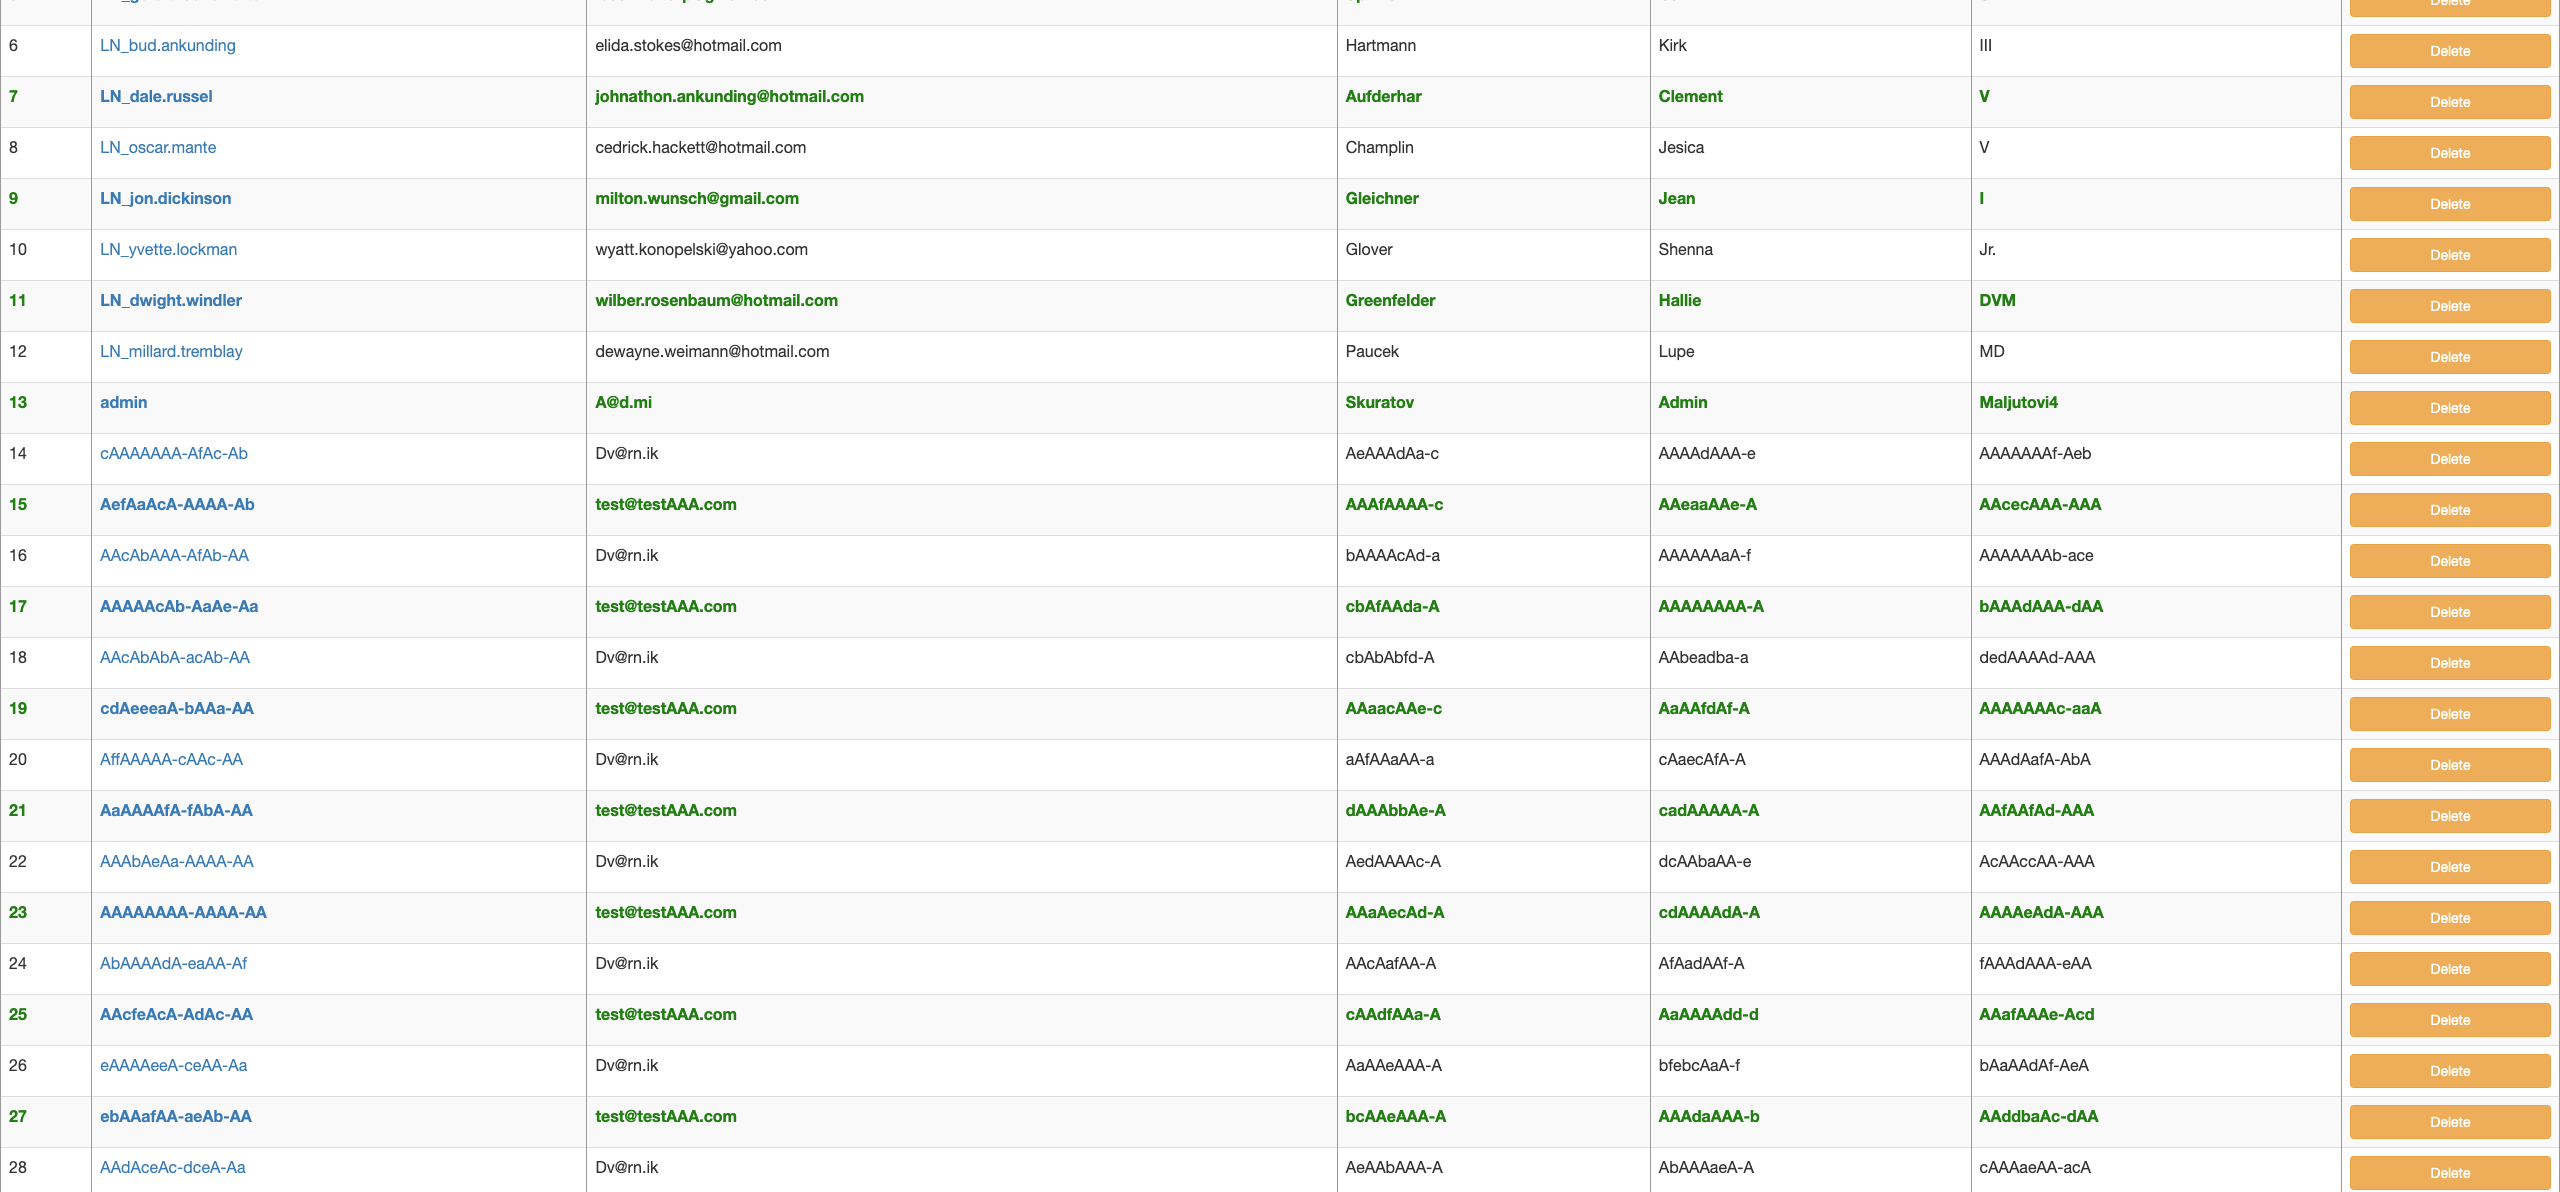 Delete
6 LN_bud.ankunding elida.stokes@hotmail.com Hartmann Kirk III Delete
7 LN_dale.russel johnathon.ankunding@hotmail.com Aufderhar Clement V Delete
8 LN_oscar.mante cedrick.hackett@hotmail.com Champlin Jesica V Delete
9 LN_jon.dickinson milton.wunsch@gmail.com Gleichner Jean I Delete
10 LN_yvette.lockman wyatt.konopelski@yahoo.com Glover Shenna Jr. Delete
11 LN_dwight.windler wilber.rosenbaum@hotmail.com Greenfelder Hallie DVM Delete
12 LN_millard.tremblay dewayne.weimann@hotmail.com Paucek Lupe MD Delete
13 admin A@d.mi Skuratov Admin Maljutovi4 Delete
14 cAAAAAAA-AfAc-Ab Dv@rn.ik AeAAAdAa-c AAAAdAAA-e AAAAAAAf-Aeb Delete
15 AefAaAcA-AAAA-Ab test@testAAA.com AAAfAAAA-c AAeaaAAe-A AAcecAAA-AAA Delete
16 AAcAbAAA-AfAb-AA Dv@rn.ik bAAAAcAd-a AAAAAAaA-f AAAAAAAb-ace Delete
17 AAAAAcAb-AaAe-Aa test@testAAA.com cbAfAAda-A AAAAAAAA-A bAAAdAAA-dAA Delete
18 AAcAbAbA-acAb-AA Dv@rn.ik cbAbAbfd-A AAbeadba-a dedAAAAd-AAA Delete
19 cdAeeeaA-bAAa-AA test@testAAA.com AAaacAAe-c AaAAfdAf-A AAAAAAAc-aaA Delete
20 AffAAAAA-cAAc-AA Dv@rn.ik aAfAAaAA-a cAaecAfA-A AAAdAafA-AbA Delete
21 AaAAAAfA-fAbA-AA test@testAAA.com dAAAbbAe-A cadAAAAA-A AAfAAfAd-AAA Delete
22 AAAbAeAa-AAAA-AA Dv@rn.ik AedAAAAc-A dcAAbaAA-e AcAAccAA-AAA Delete
23 AAAAAAAA-AAAA-AA test@testAAA.com AAaAecAd-A cdAAAAdA-A AAAAeAdA-AAA Delete
24 AbAAAAdA-eaAA-Af Dv@rn.ik AAcAafAA-A AfAadAAf-A fAAAdAAA-eAA Delete
25 AAcfeAcA-AdAc-AA test@testAAA.com cAAdfAAa-A AaAAAAdd-d AAafAAAe-Acd Delete
26 eAAAAeeA-ceAA-Aa Dv@rn.ik AaAAeAAA-A bfebcAaA-f bAaAAdAf-AeA Delete
27 ebAAafAA-aeAb-AA test@testAAA.com bcAAeAAA-A AAAdaAAA-b AAddbaAc-dAA Delete
28 AAdAceAc-dceA-Aa Dv@rn.ik AeAAbAAA-A AbAAAaeA-A cAAAaeAA-acA Delete